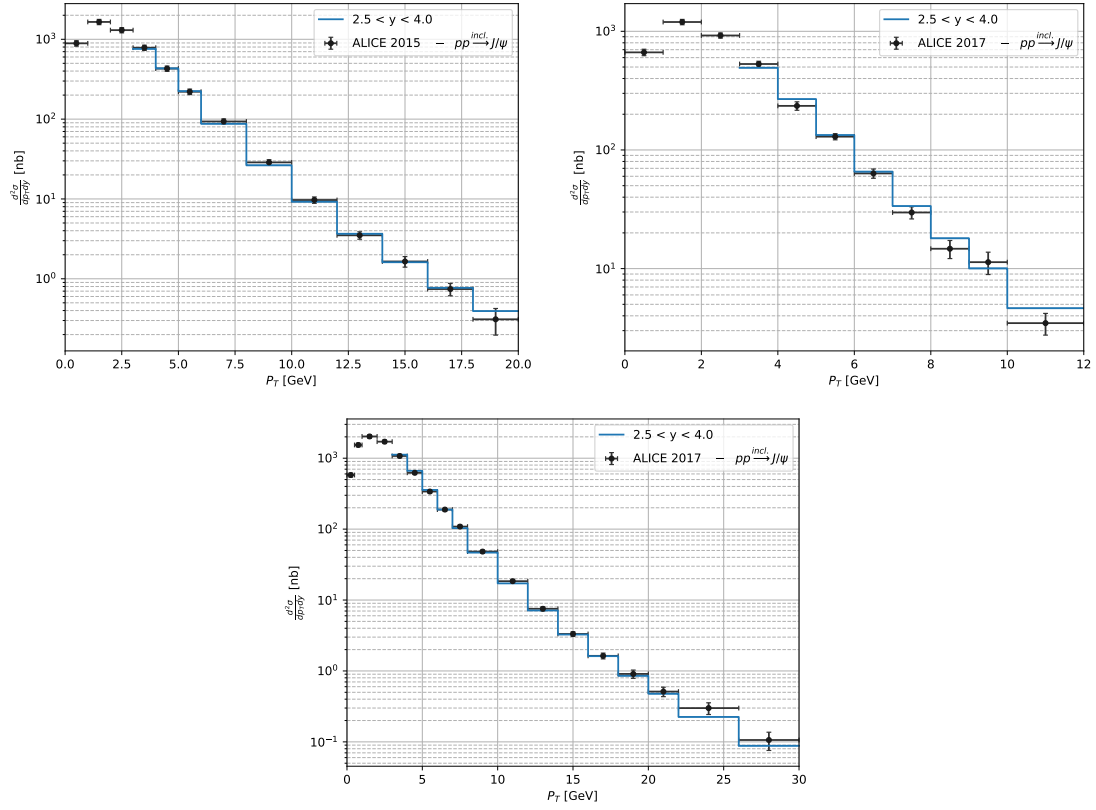 2.5 < y < 4.0
ALICE 2015 − pp incl. → J/ψ
10³
10²
10¹
10⁰
d²σ/dp_T dy [nb]
0.0 2.5 5.0 7.5 10.0 12.5 15.0 17.5 20.0
P_T [GeV]
2.5 < y < 4.0
ALICE 2017 − pp incl. → J/ψ
10³
10²
10¹
d²σ/dp_T dy [nb]
0 2 4 6 8 10 12
P_T [GeV]
2.5 < y < 4.0
ALICE 2017 − pp incl. → J/ψ
10³
10²
10¹
10⁰
10⁻¹
d²σ/dp_T dy [nb]
0 5 10 15 20 25 30
P_T [GeV]